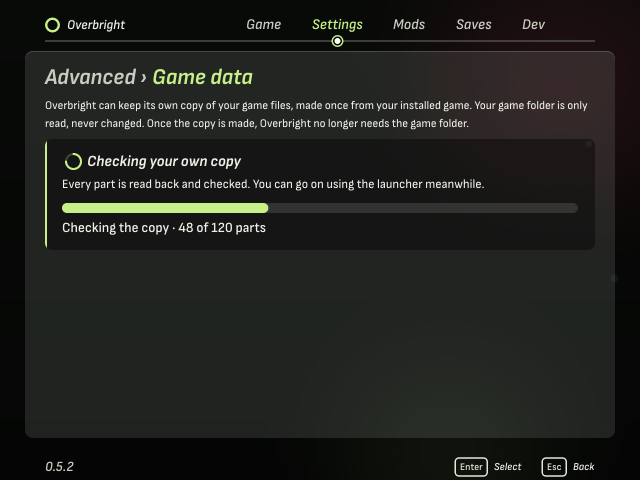 Overbright
Game
Settings
Mods
Saves
Dev
Advanced › Game data
Overbright can keep its own copy of your game files, made once from your installed game. Your game folder is only
read, never changed. Once the copy is made, Overbright no longer needs the game folder.
Checking your own copy
Every part is read back and checked. You can go on using the launcher meanwhile.
Checking the copy · 48 of 120 parts
0.5.2
Enter Select
Esc Back